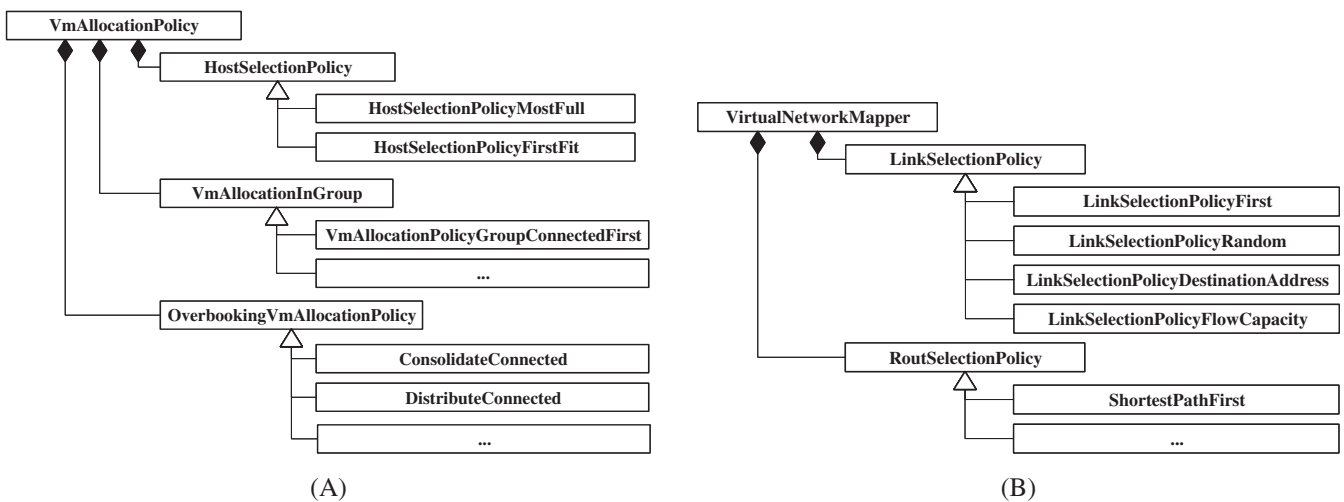 VmAllocationPolicy
HostSelectionPolicy
HostSelectionPolicyMostFull
HostSelectionPolicyFirstFit
VmAllocationInGroup
VmAllocationPolicyGroupConnectedFirst
...
OverbookingVmAllocationPolicy
ConsolidateConnected
DistributeConnected
...
(A)
VirtualNetworkMapper
LinkSelectionPolicy
LinkSelectionPolicyFirst
LinkSelectionPolicyRandom
LinkSelectionPolicyDestinationAddress
LinkSelectionPolicyFlowCapacity
RoutSelectionPolicy
ShortestPathFirst
...
(B)